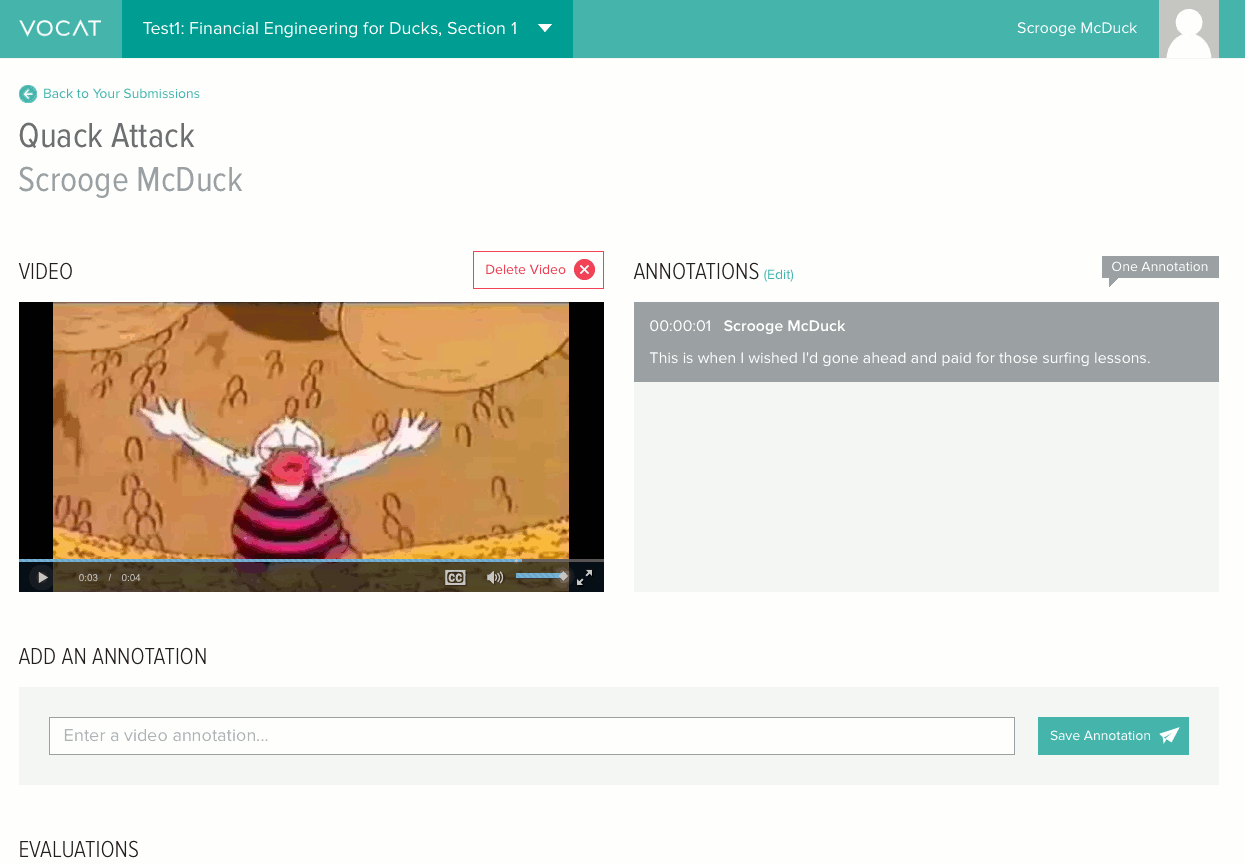 VOCAT
Test1: Financial Engineering for Ducks, Section 1
Scrooge McDuck
Back to Your Submissions
Quack Attack
Scrooge McDuck
VIDEO
Delete Video
ANNOTATIONS (Edit)
One Annotation
00:00:01 Scrooge McDuck
This is when I wished I'd gone ahead and paid for those surfing lessons.
0:03 / 0:04
CC
ADD AN ANNOTATION
Enter a video annotation...
Save Annotation
EVALUATIONS